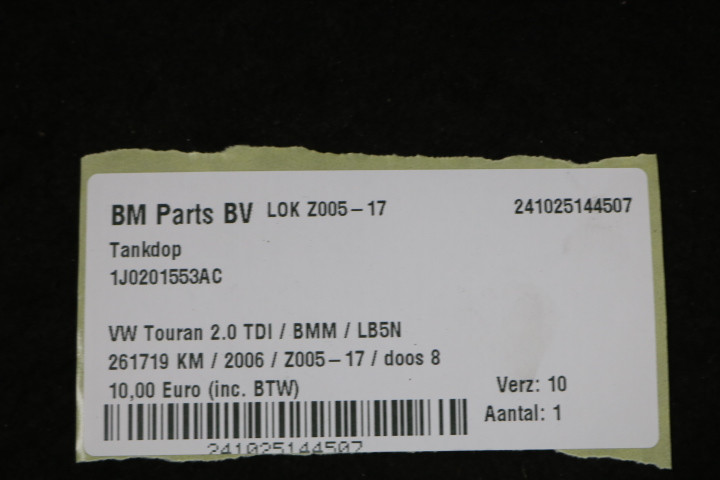 BM Parts BV LOK Z005-17 241025144507
Tankdop
1J0201553AC
VW Touran 2.0 TDI / BMM / LB5N
261719 KM / 2006 / Z005-17 / doos 8
10,00 Euro (inc. BTW) Verz: 10
Aantal: 1
241025144507